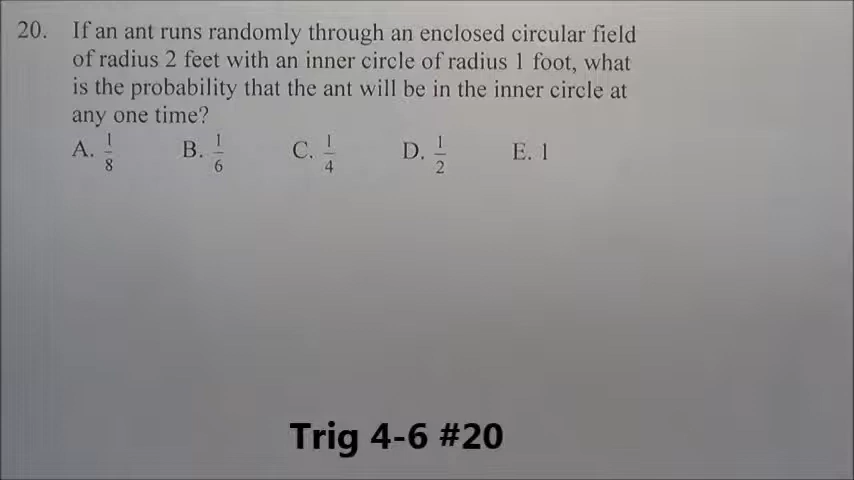 20. If an ant runs randomly through an enclosed circular field
of radius 2 feet with an inner circle of radius 1 foot, what
is the probability that the ant will be in the inner circle at
any one time?
A. 1/8 B. 1/6 C. 1/4 D. 1/2 E. 1
Trig 4-6 #20